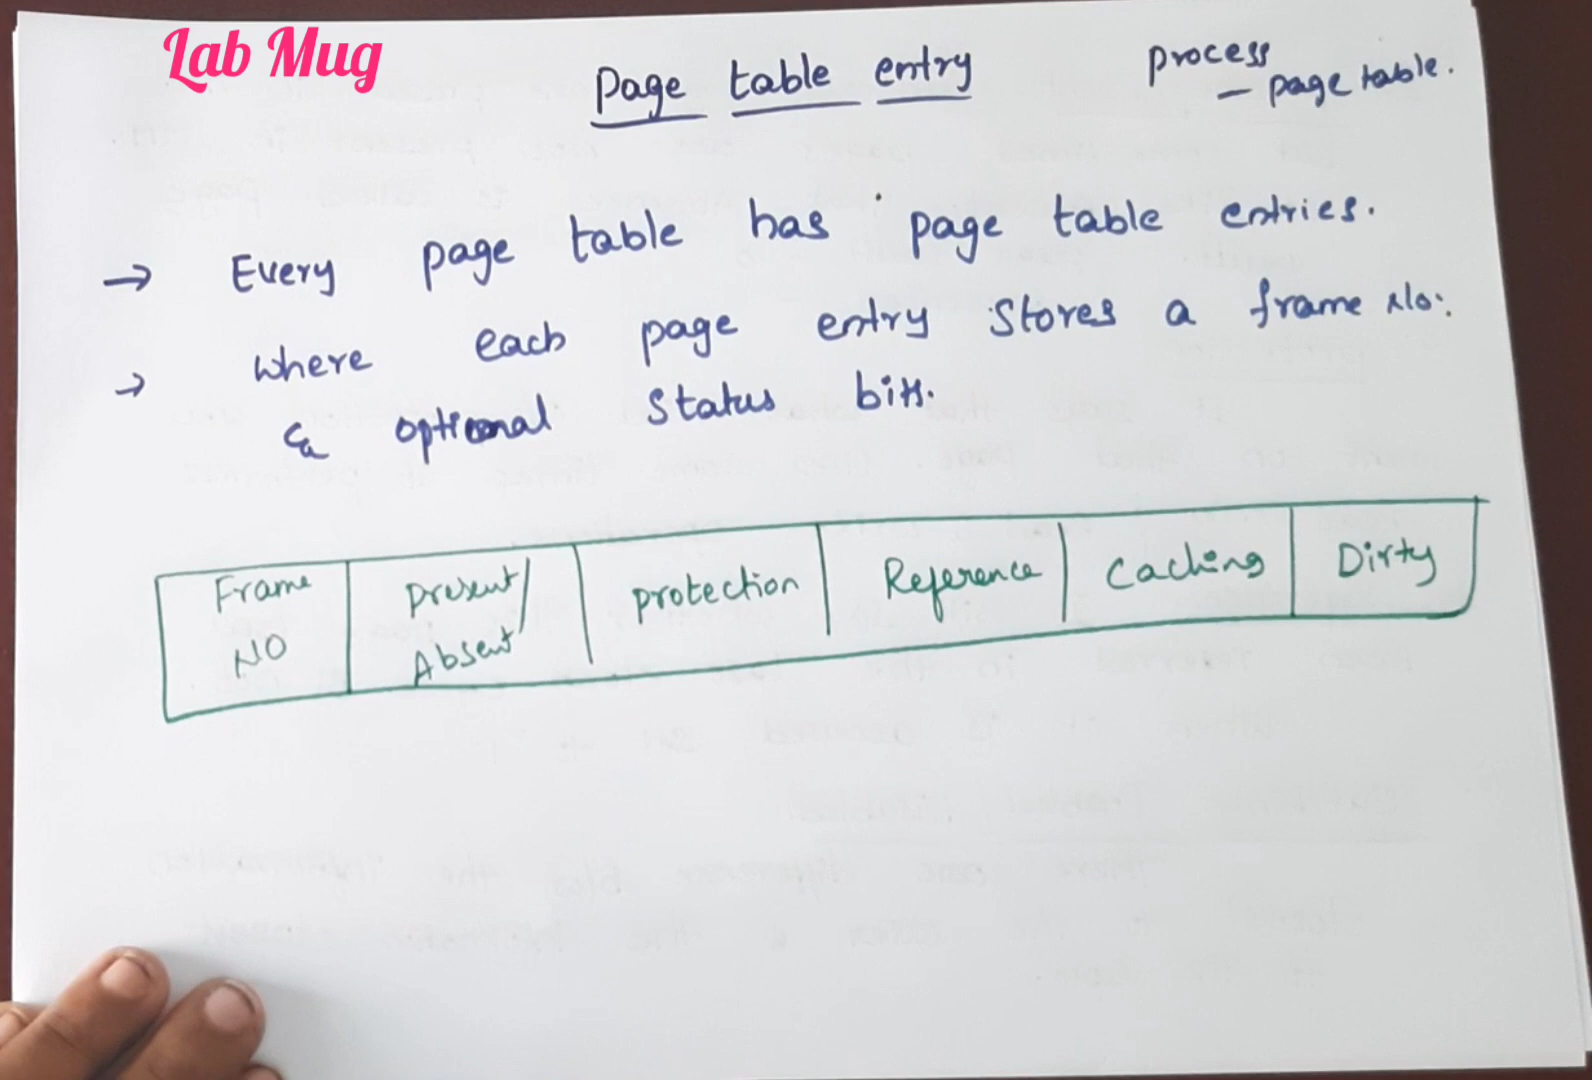 Lab Mug
Page table entry
process
- page table.
→ Every page table has page table entries.
→ where each page entry stores a frame No:
& optional status bits.
Frame NO
Present/ Absent
protection
Reference
Caching
Dirty